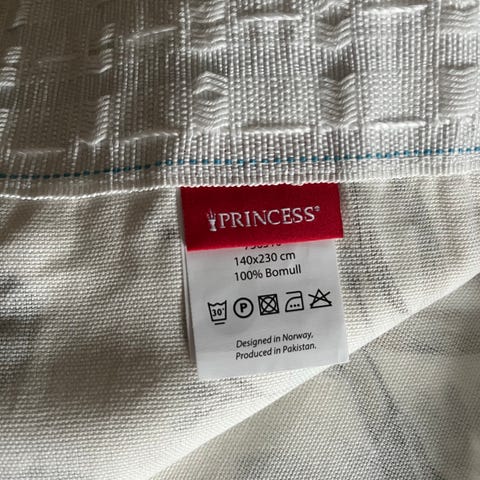 PRINCESS®
140x230 cm
100% Bomull
30°
P
Designed in Norway,
Produced in Pakistan.